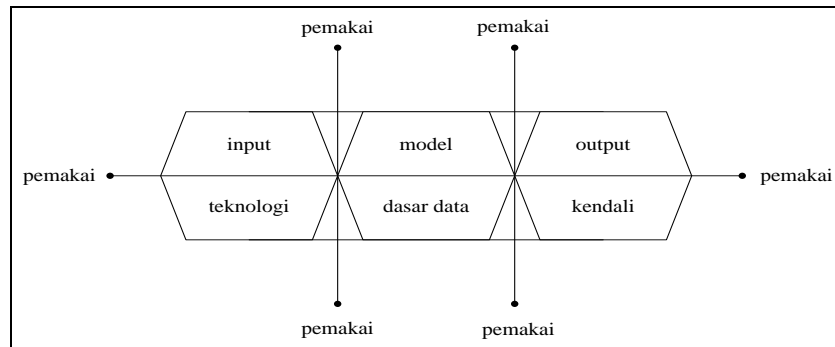 pemakai pemakai
input model output
pemakai pemakai
teknologi dasar data kendali
pemakai pemakai